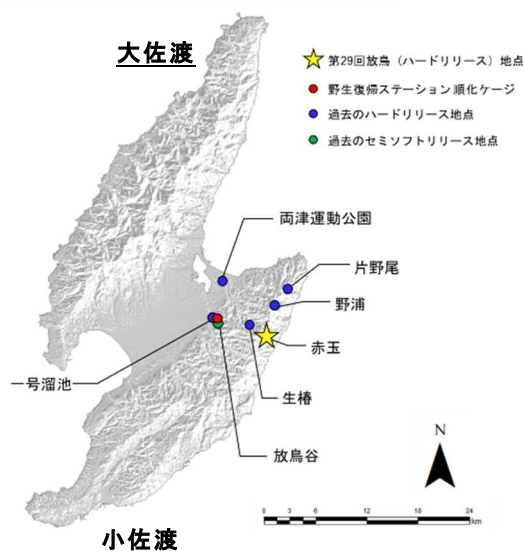 大佐渡
第29回放鳥（ハードリリース）地点
野生復帰ステーション 順化ケージ
過去のハードリリース地点
過去のセミソフトリリース地点
両津運動公園
片野尾
野浦
赤玉
一号溜池
生椿
放鳥谷
小佐渡
N
0 3 6 12 18 24
km